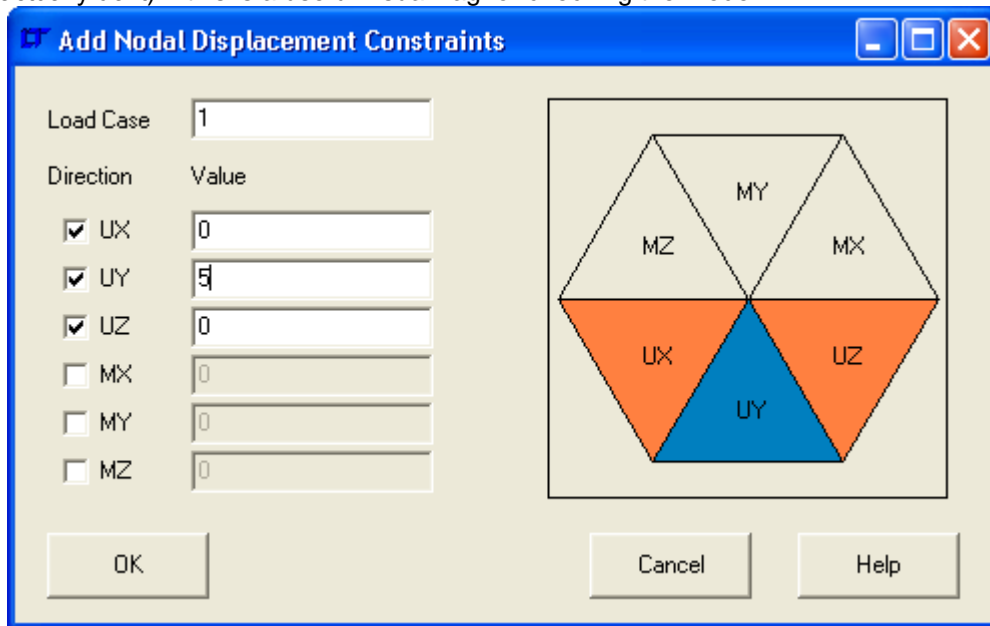 Add Nodal Displacement Constraints
Load Case 1
Direction Value
UX 0
UY 5
UZ 0
MX 0
MY 0
MZ 0
MY
MZ MX
UX UZ
UY
OK Cancel Help